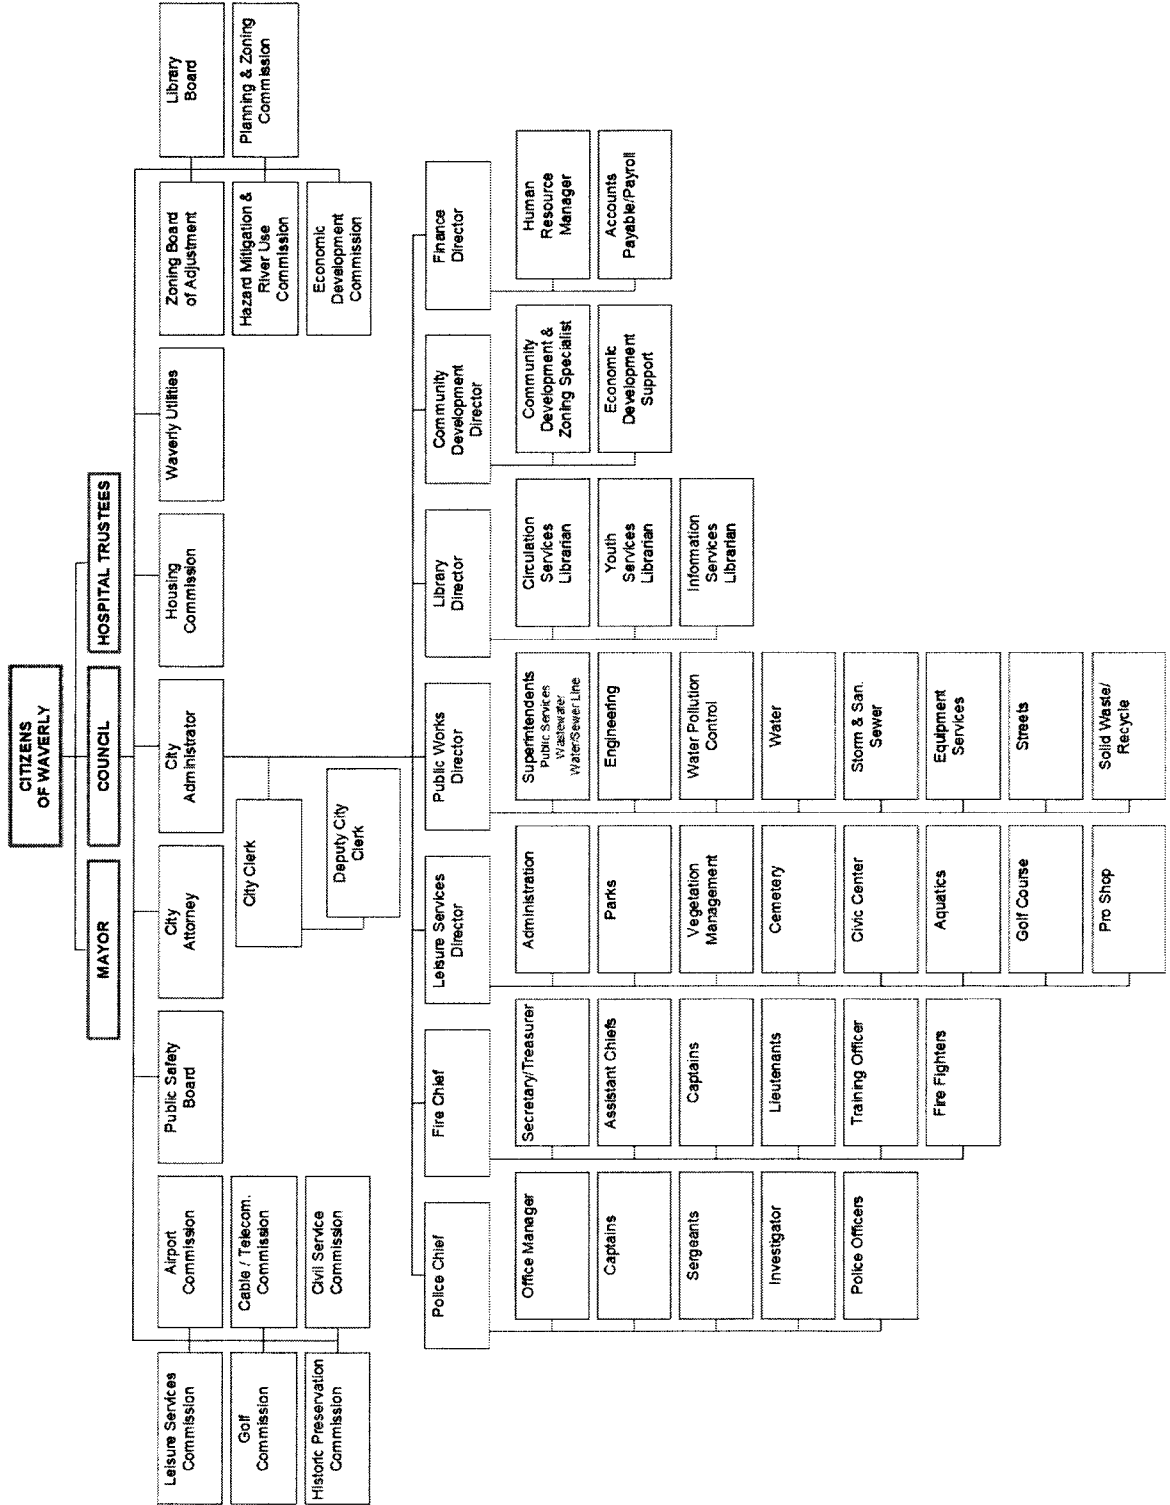 CITIZENS
OF WAVERLY
MAYOR
COUNCIL
HOSPITAL TRUSTEES
Leisure Services
Commission
Airport
Commission
Golf
Commission
Cable / Telecom.
Commission
Historic Preservation
Commission
Civil Service
Commission
Public Safety
Board
City
Attorney
City
Administrator
Housing
Commission
Waverly Utilities
Zoning Board
of Adjustment
Library
Board
Hazard Mitigation &
River Use
Commission
Planning & Zoning
Commission
Economic
Development
Commission
City Clerk
Deputy City
Clerk
Police Chief
Office Manager
Captains
Sergeants
Investigator
Police Officers
Fire Chief
Secretary/Treasurer
Assistant Chiefs
Captains
Lieutenants
Training Officer
Fire Fighters
Leisure Services
Director
Administration
Parks
Vegetation
Management
Cemetery
Civic Center
Aquatics
Golf Course
Pro Shop
Public Works
Director
Superintendents
Public Services
Wastewater
Water/Sewer Line
Engineering
Water Pollution
Control
Water
Storm & San.
Sewer
Equipment
Services
Streets
Solid Waste/
Recycle
Library
Director
Circulation
Services
Librarian
Youth
Services
Librarian
Information
Services
Librarian
Community
Development
Director
Community
Development &
Zoning Specialist
Economic
Development
Support
Finance
Director
Human
Resource
Manager
Accounts
Payable/Payroll